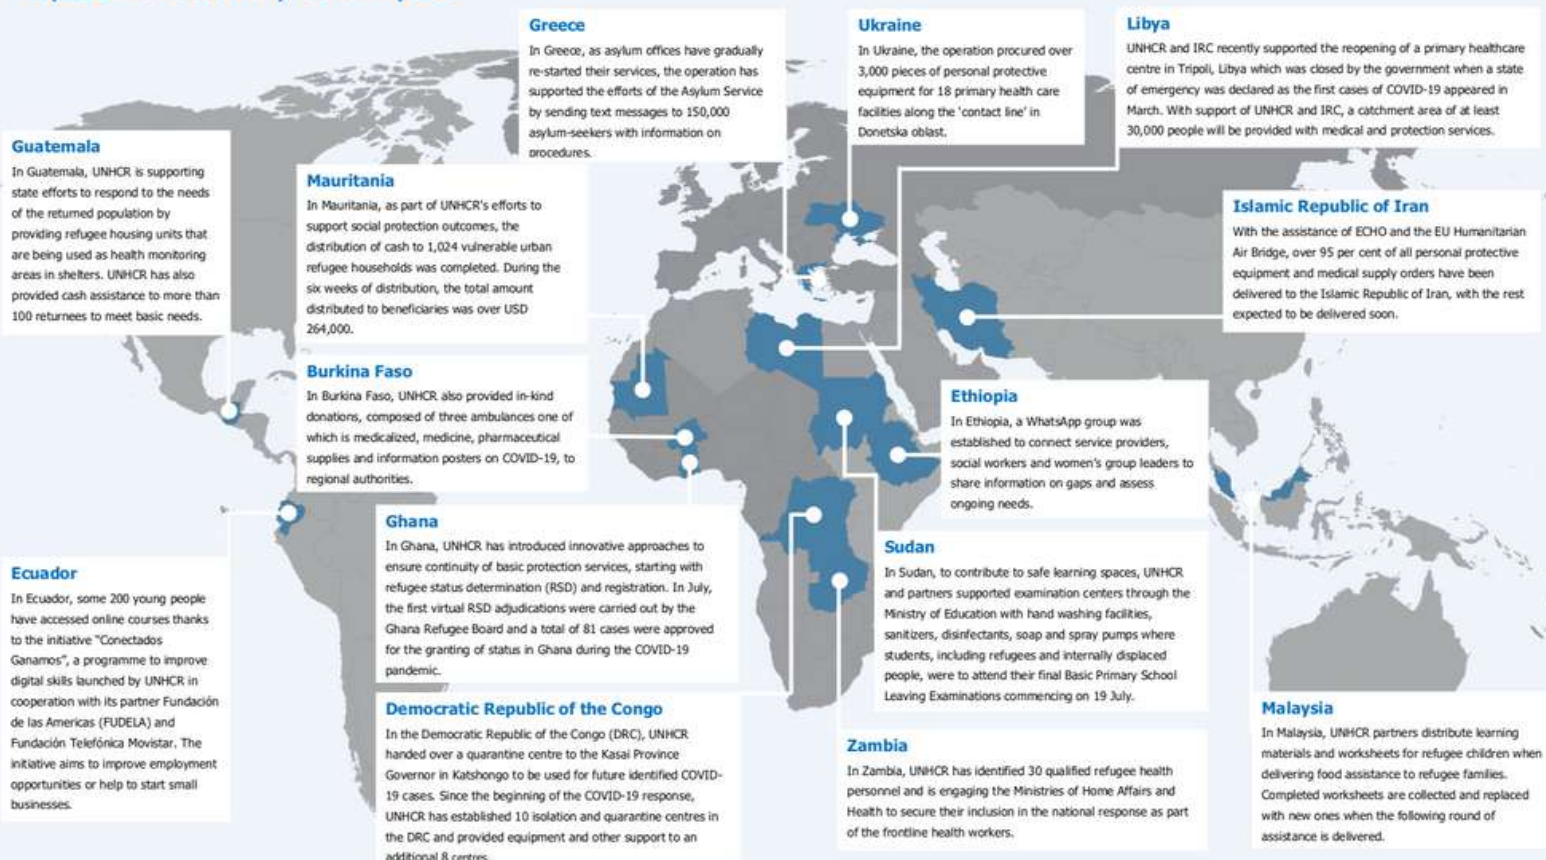 Greece
In Greece, as asylum offices have gradually
re-started their services, the operation has
supported the efforts of the Asylum Service
by sending text messages to 150,000
asylum-seekers with information on
procedures.
Ukraine
In Ukraine, the operation procured over
3,000 pieces of personal protective
equipment for 18 primary health care
facilities along the 'contact line' in
Donetska oblast.
Libya
UNHCR and IRC recently supported the reopening of a primary healthcare
centre in Tripoli, Libya which was closed by the government when a state
of emergency was declared as the first cases of COVID-19 appeared in
March. With support of UNHCR and IRC, a catchment area of at least
30,000 people will be provided with medical and protection services.
Guatemala
In Guatemala, UNHCR is supporting
state efforts to respond to the needs
of the returned population by
providing refugee housing units that
are being used as health monitoring
areas in shelters. UNHCR has also
provided cash assistance to more than
100 returnees to meet basic needs.
Mauritania
In Mauritania, as part of UNHCR's efforts to
support social protection outcomes, the
distribution of cash to 1,024 vulnerable urban
refugee households was completed. During the
six weeks of distribution, the total amount
distributed to beneficiaries was over USD
264,000.
Islamic Republic of Iran
With the assistance of ECHO and the EU Humanitarian
Air Bridge, over 95 per cent of all personal protective
equipment and medical supply orders have been
delivered to the Islamic Republic of Iran, with the rest
expected to be delivered soon.
Burkina Faso
In Burkina Faso, UNHCR also provided in-kind
donations, composed of three ambulances one of
which is medicalized, medicine, pharmaceutical
supplies and information posters on COVID-19, to
regional authorities.
Ethiopia
In Ethiopia, a WhatsApp group was
established to connect service providers,
social workers and women's group leaders to
share information on gaps and assess
ongoing needs.
Ghana
In Ghana, UNHCR has introduced innovative approaches to
ensure continuity of basic protection services, starting with
refugee status determination (RSD) and registration. In July,
the first virtual RSD adjudications were carried out by the
Ghana Refugee Board and a total of 81 cases were approved
for the granting of status in Ghana during the COVID-19
pandemic.
Sudan
In Sudan, to contribute to safe learning spaces, UNHCR
and partners supported examination centers through the
Ministry of Education with hand washing facilities,
sanitizers, disinfectants, soap and spray pumps where
students, including refugees and internally displaced
people, were to attend their final Basic Primary School
Leaving Examinations commencing on 19 July.
Ecuador
In Ecuador, some 200 young people
have accessed online courses thanks
to the initiative "Conectados
Ganamos", a programme to improve
digital skills launched by UNHCR in
cooperation with its partner Fundación
de las Americas (FUDELA) and
Fundación Telefónica Movistar. The
initiative aims to improve employment
opportunities or help to start small
businesses.
Democratic Republic of the Congo
In the Democratic Republic of the Congo (DRC), UNHCR
handed over a quarantine centre to the Kasai Province
Governor in Katshongo to be used for future identified COVID-
19 cases. Since the beginning of the COVID-19 response,
UNHCR has established 10 isolation and quarantine centres in
the DRC and provided equipment and other support to an
additional 8 centres.
Zambia
In Zambia, UNHCR has identified 30 qualified refugee health
personnel and is engaging the Ministries of Home Affairs and
Health to secure their inclusion in the national response as part
of the frontline health workers.
Malaysia
In Malaysia, UNHCR partners distribute learning
materials and worksheets for refugee children when
delivering food assistance to refugee families.
Completed worksheets are collected and replaced
with new ones when the following round of
assistance is delivered.